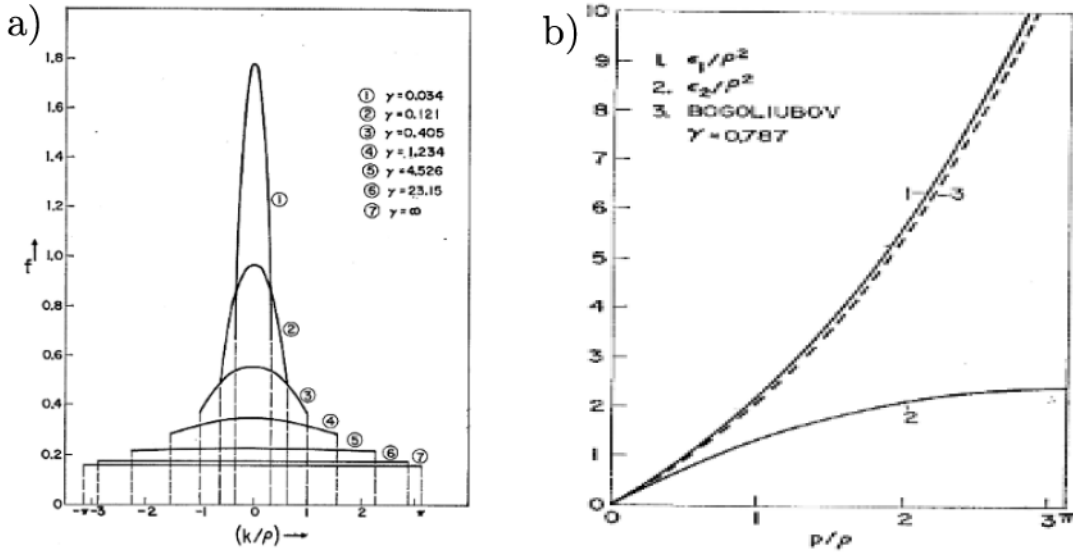 a)
1.8
1.6
1.4
1.2
1.0
0.8
0.6
0.4
0.2
0
f
① γ=0.034
② γ=0.121
③ γ=0.405
④ γ=1.234
⑤ γ=4.526
⑥ γ=23.15
⑦ γ=∞
①
②
③
④
⑤
⑥
⑦
-π
-3
-2
-1
0
1
2
π
(k/ρ)→
b)
10
9
8
7
6
5
4
3
2
1
0
1. ϵ₁/ρ²
2. ϵ₂/ρ²
3. BOGOLIUBOV
γ=0.787
1
3
2
0
1
2
3
π
p/ρ